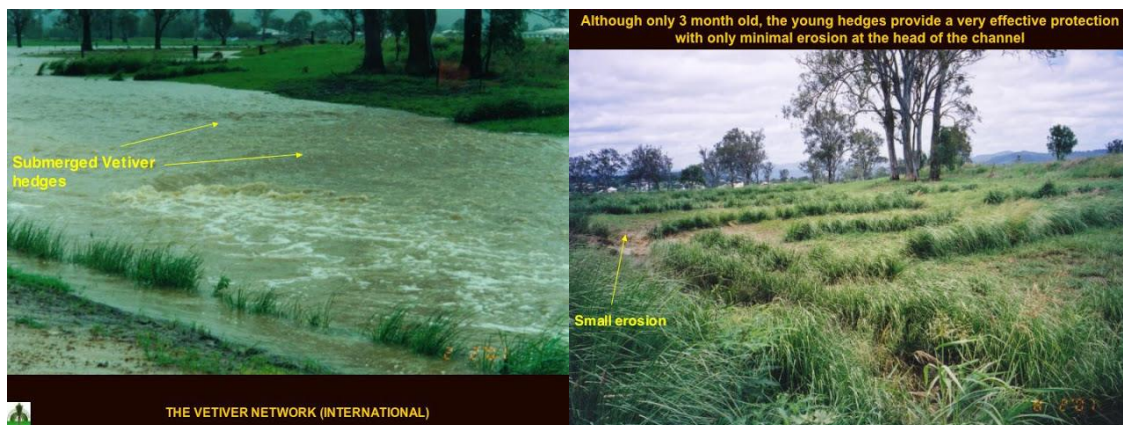 Submerged Vetiver
hedges
THE VETIVER NETWORK (INTERNATIONAL)
Although only 3 month old, the young hedges provide a very effective protection
with only minimal erosion at the head of the channel
Small erosion